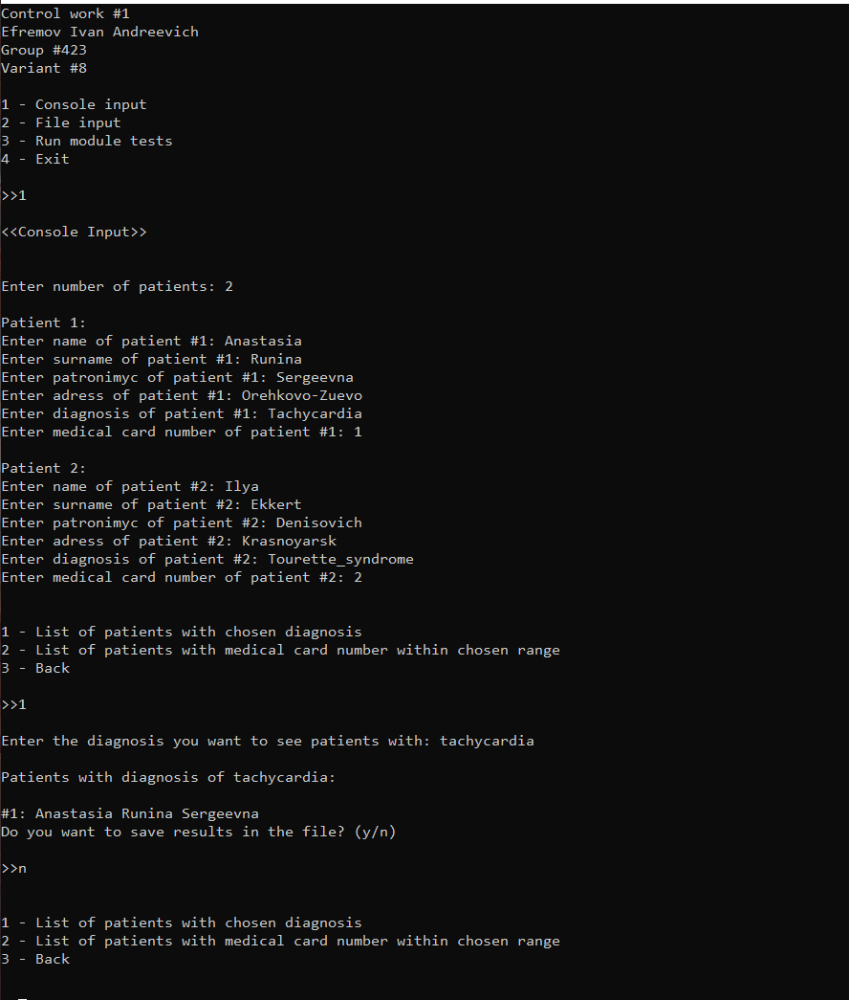 Control work #1
Efremov Ivan Andreevich
Group #423
Variant #8
1 - Console input
2 - File input
3 - Run module tests
4 - Exit
>>1
<<Console Input>>
Enter number of patients: 2
Patient 1:
Enter name of patient #1: Anastasia
Enter surname of patient #1: Runina
Enter patronimyc of patient #1: Sergeevna
Enter adress of patient #1: Orehkovo-Zuevo
Enter diagnosis of patient #1: Tachycardia
Enter medical card number of patient #1: 1
Patient 2:
Enter name of patient #2: Ilya
Enter surname of patient #2: Ekkert
Enter patronimyc of patient #2: Denisovich
Enter adress of patient #2: Krasnoyarsk
Enter diagnosis of patient #2: Tourette_syndrome
Enter medical card number of patient #2: 2
1 - List of patients with chosen diagnosis
2 - List of patients with medical card number within chosen range
3 - Back
>>1
Enter the diagnosis you want to see patients with: tachycardia
Patients with diagnosis of tachycardia:
#1: Anastasia Runina Sergeevna
Do you want to save results in the file? (y/n)
>>n
1 - List of patients with chosen diagnosis
2 - List of patients with medical card number within chosen range
3 - Back